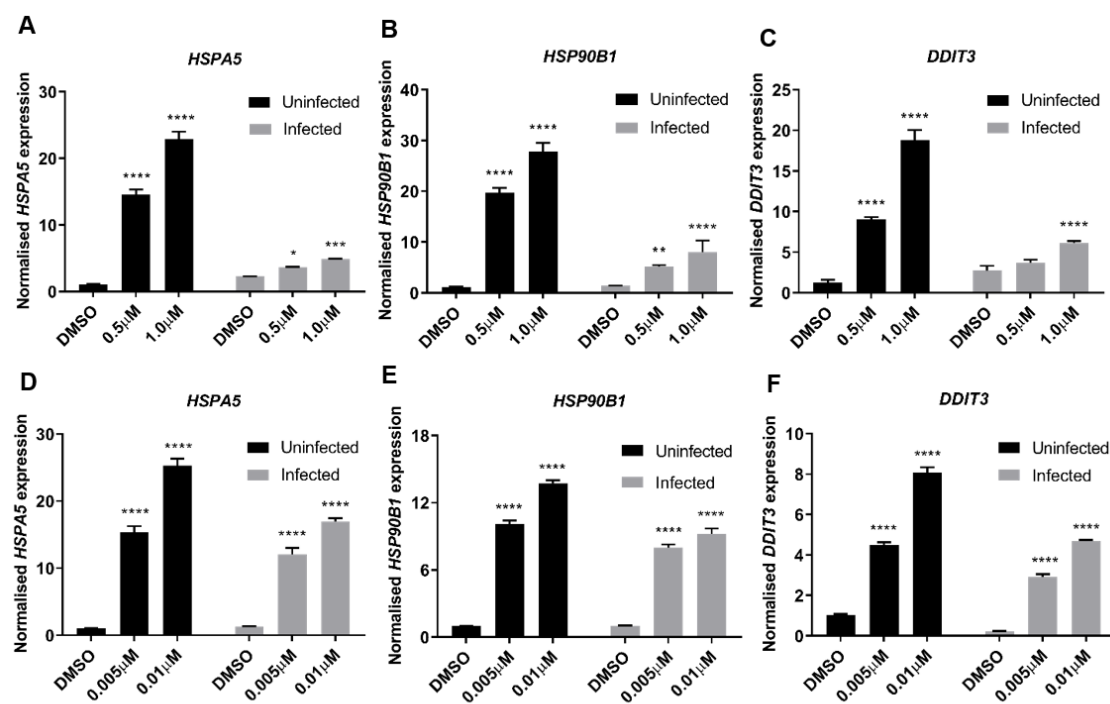 A
HSPA5
Normalised HSPA5 expression
30
20
10
0
Uninfected
Infected
****
****
*
***
DMSO
0.5μM
1.0μM
DMSO
0.5μM
1.0μM
B
HSP90B1
Normalised HSP90B1 expression
40
30
20
10
0
Uninfected
Infected
****
****
**
****
DMSO
0.5μM
1.0μM
DMSO
0.5μM
1.0μM
C
DDIT3
Normalised DDIT3 expression
25
20
15
10
5
0
Uninfected
Infected
****
****
****
DMSO
0.5μM
1.0μM
DMSO
0.5μM
1.0μM
D
HSPA5
Normalised HSPA5 expression
30
20
10
0
Uninfected
Infected
****
****
****
****
DMSO
0.005μM
0.01μM
DMSO
0.005μM
0.01μM
E
HSP90B1
Normalised HSP90B1 expression
18
12
6
0
Uninfected
Infected
****
****
****
****
DMSO
0.005μM
0.01μM
DMSO
0.005μM
0.01μM
F
DDIT3
Normalised DDIT3 expression
10
8
6
4
2
0
Uninfected
Infected
****
****
****
****
DMSO
0.005μM
0.01μM
DMSO
0.005μM
0.01μM